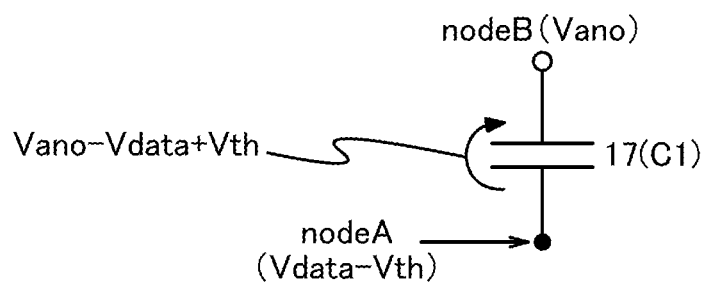 nodeB(Vano)
Vano-Vdata+Vth
17(C1)
nodeA
(Vdata-Vth)